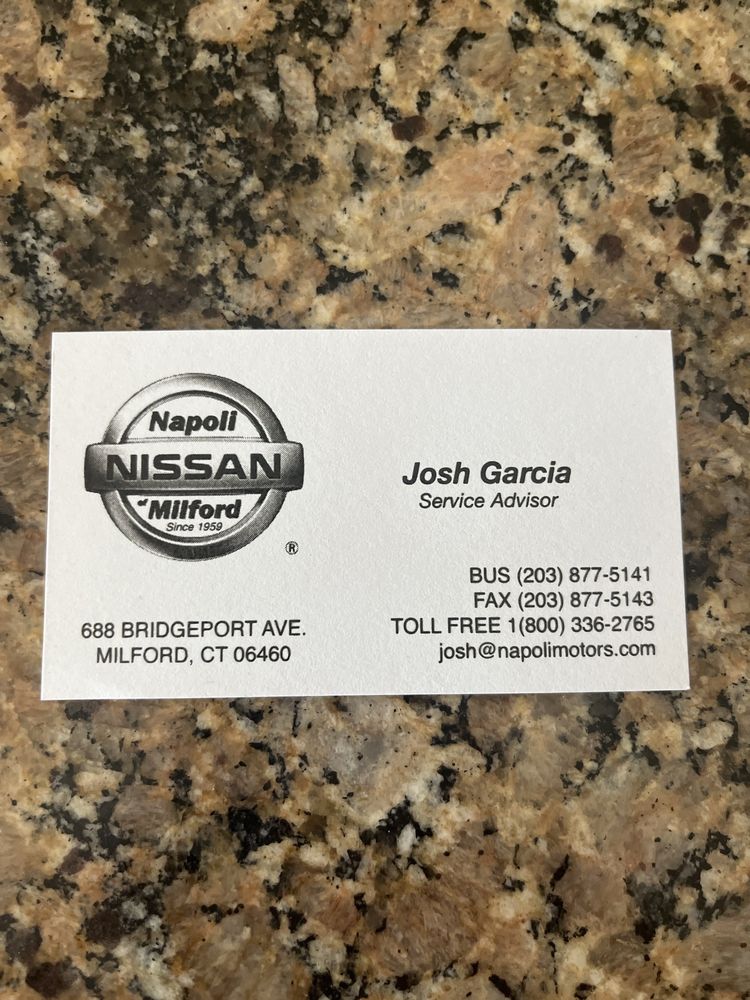 Napoli
NISSAN
of Milford
Since 1959
®
Josh Garcia
Service Advisor
688 BRIDGEPORT AVE.
MILFORD, CT 06460
BUS (203) 877-5141
FAX (203) 877-5143
TOLL FREE 1(800) 336-2765
josh@napolimotors.com